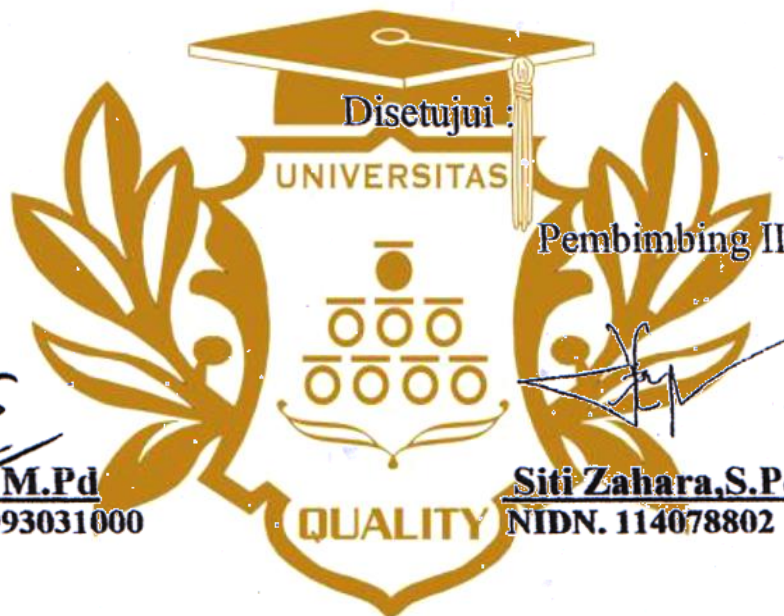 Disetujui :
UNIVERSITAS
Pembimbing II
M.Pd
93031000
Siti Zahara,S.P
NIDN. 114078802
QUALITY